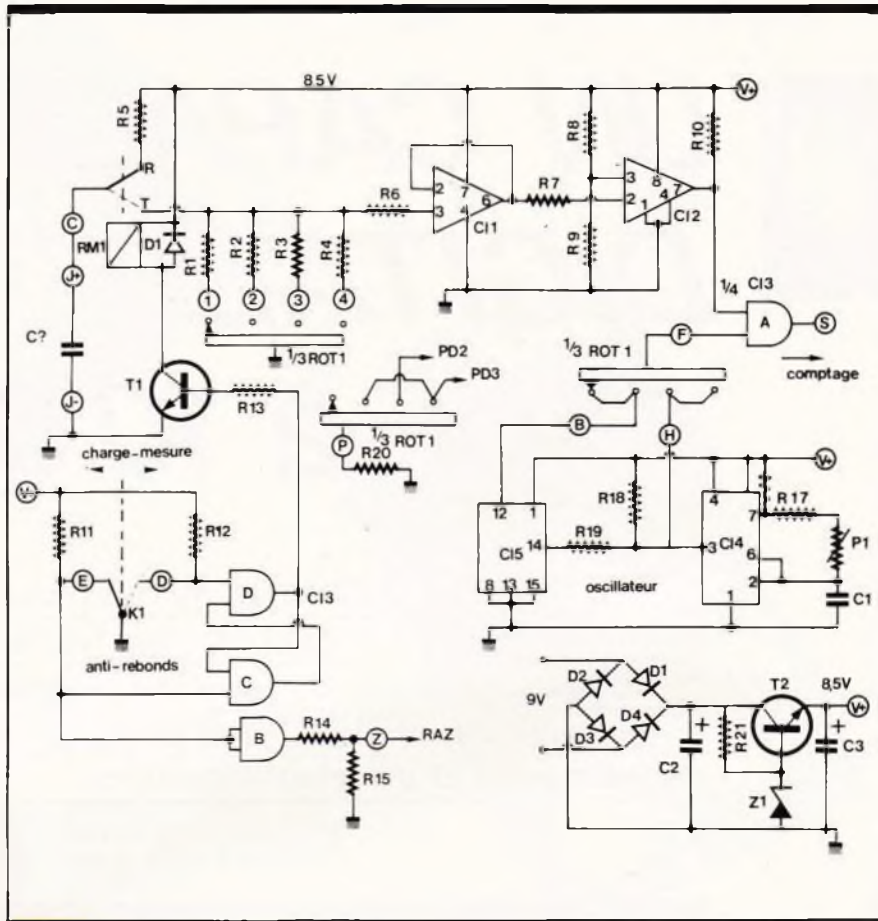 85V
V+
R5
R8
R10
R
T
2
3
7
4
6
R7
3
2
8
7
1
4
R6
CI1
CI2
C
RM1
D1
R1
R2
R3
R4
R9
J+
1
2
3
4
1/4
CI3
A
S
C?
1/3 ROT1
F
1/3 ROT 1
comptage
PD2
PD3
T1
J-
R13
1/3 ROT1
B
H
P
R20
charge-mesure
V+
R11
R12
12
1
R18
4
7
R17
P1
CI5
14
R19
3
CI4
6
2
8
13
15
oscillateur
1
C1
E
D
D
CI3
K1
anti-rebonds
C
D2
D1
T2
8,5V
V+
9V
D3
D4
R21
C2
C3
B
R14
Z
RAZ
R15
Z1